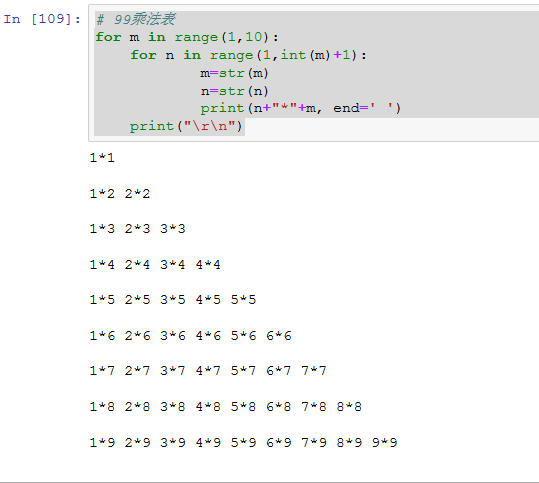 In [109]:
# 99乘法表
for m in range(1,10):
    for n in range(1,int(m)+1):
            m=str(m)
            n=str(n)
            print(n+"*"+m, end=' ')
    print("\r\n")
1*1
1*2 2*2
1*3 2*3 3*3
1*4 2*4 3*4 4*4
1*5 2*5 3*5 4*5 5*5
1*6 2*6 3*6 4*6 5*6 6*6
1*7 2*7 3*7 4*7 5*7 6*7 7*7
1*8 2*8 3*8 4*8 5*8 6*8 7*8 8*8
1*9 2*9 3*9 4*9 5*9 6*9 7*9 8*9 9*9